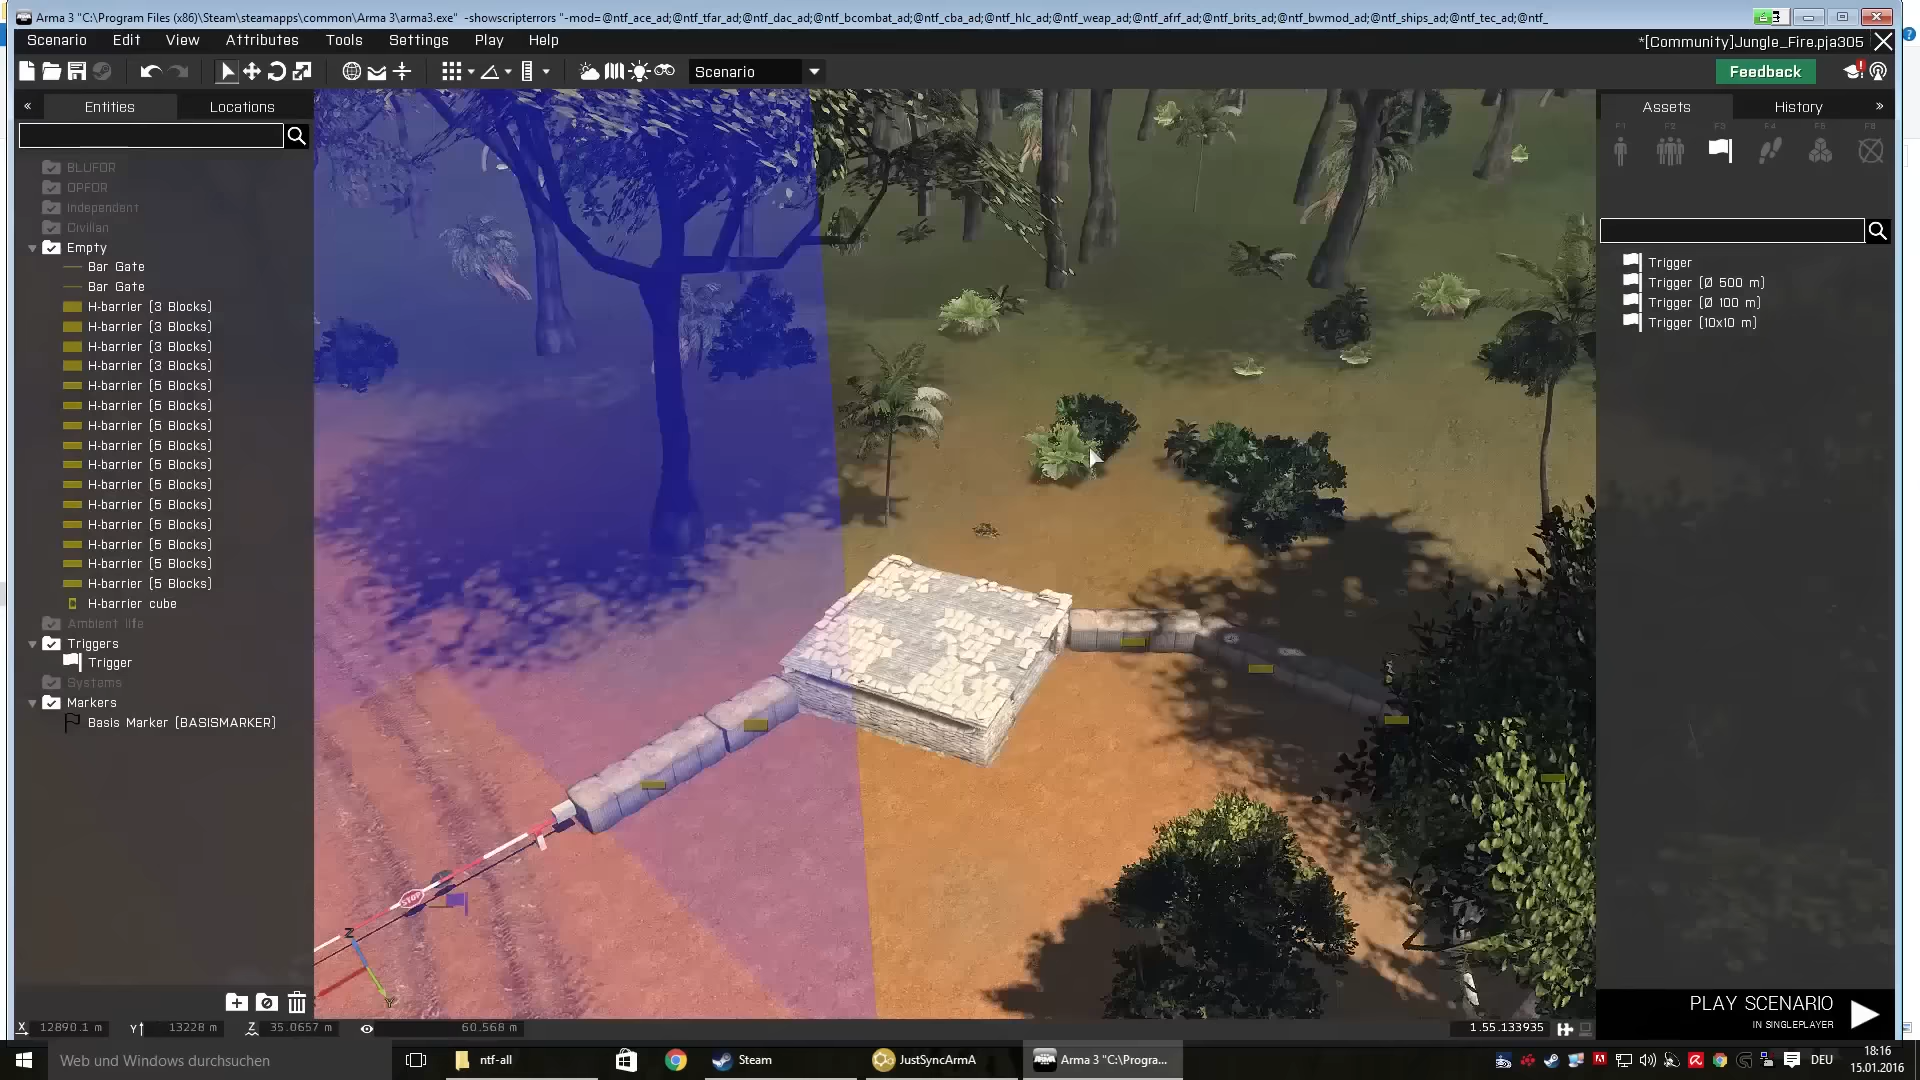 Arma 3 "C:\Program Files (x86)\Steam\steamapps\common\Arma 3\arma3.exe" -showscripterrors "-mod=@ntf_ace_ad;@ntf_tfar_ad;@ntf_dac_ad;@ntf_bcombat_ad;@ntf_cba_ad;@ntf_hlc_ad;@ntf_weap_ad;@ntf_afrf_ad;@ntf_brits_ad;@ntf_bwmod_ad;@ntf_ships_ad;@ntf_tec_ad;@ntf_
Scenario Edit View Attributes Tools Settings Play Help
*[Community]Jungle_Fire.pja305
Scenario
Feedback
« Entities Locations
Assets History »
F1 F2 F3 F4 F5 F6
BLUFOR
OPFOR
Independent
Civilian
Empty
Bar Gate
Bar Gate
H-barrier (3 Blocks)
H-barrier (3 Blocks)
H-barrier (3 Blocks)
H-barrier (3 Blocks)
H-barrier (5 Blocks)
H-barrier (5 Blocks)
H-barrier (5 Blocks)
H-barrier (5 Blocks)
H-barrier (5 Blocks)
H-barrier (5 Blocks)
H-barrier (5 Blocks)
H-barrier (5 Blocks)
H-barrier (5 Blocks)
H-barrier (5 Blocks)
H-barrier (5 Blocks)
H-barrier cube
Ambient life
Triggers
Trigger
Systems
Markers
Basis Marker (BASISMARKER)
Trigger
Trigger (Ø 500 m)
Trigger (Ø 100 m)
Trigger (10x10 m)
STOP
Z
Y
PLAY SCENARIO
IN SINGLEPLAYER
X 12890.1 m Y 13228 m Z 35.0657 m 60.568 m
1.55.133935
Web und Windows durchsuchen
ntf-all
Steam
JustSyncArmA
Arma 3 "C:\Progra...
DEU
18:16
15.01.2016